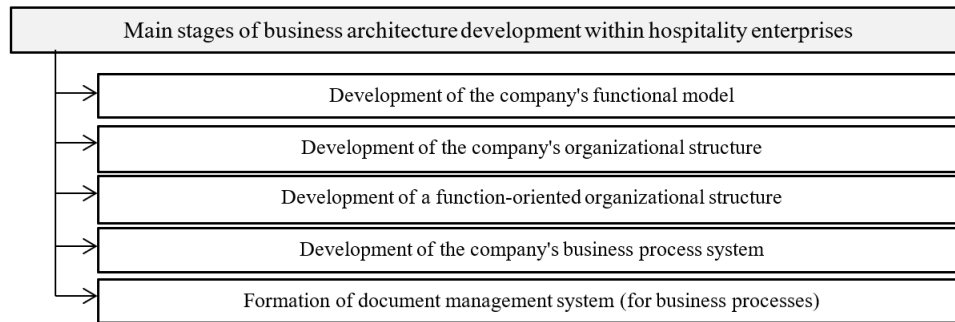 Main stages of business architecture development within hospitality enterprises
Development of the company's functional model
Development of the company's organizational structure
Development of a function-oriented organizational structure
Development of the company's business process system
Formation of document management system (for business processes)